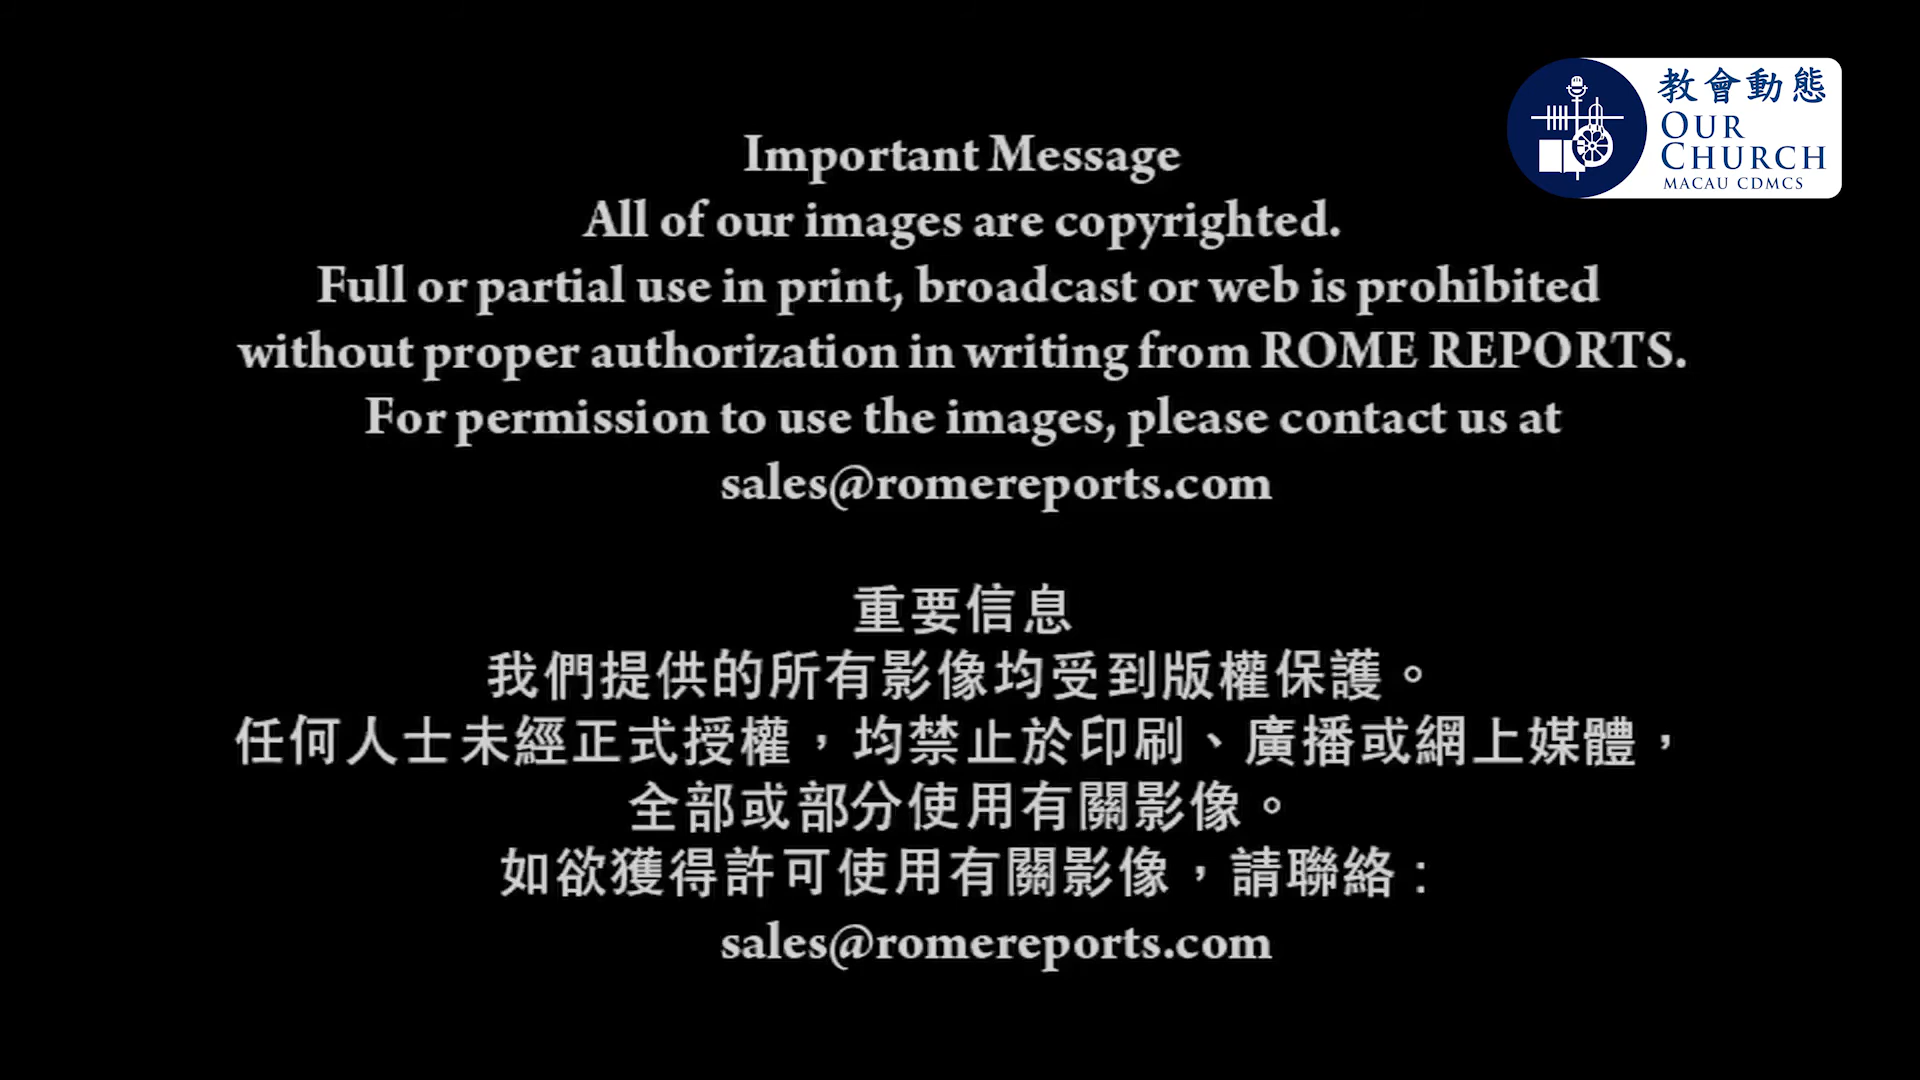 教會動態
OUR
CHURCH
MACAU CDMCS
Important Message
All of our images are copyrighted.
Full or partial use in print, broadcast or web is prohibited
without proper authorization in writing from ROME REPORTS.
For permission to use the images, please contact us at
sales@romereports.com
重要信息
我們提供的所有影像均受到版權保護。
任何人士未經正式授權，均禁止於印刷、廣播或網上媒體，
全部或部分使用有關影像。
如欲獲得許可使用有關影像，請聯絡：
sales@romereports.com